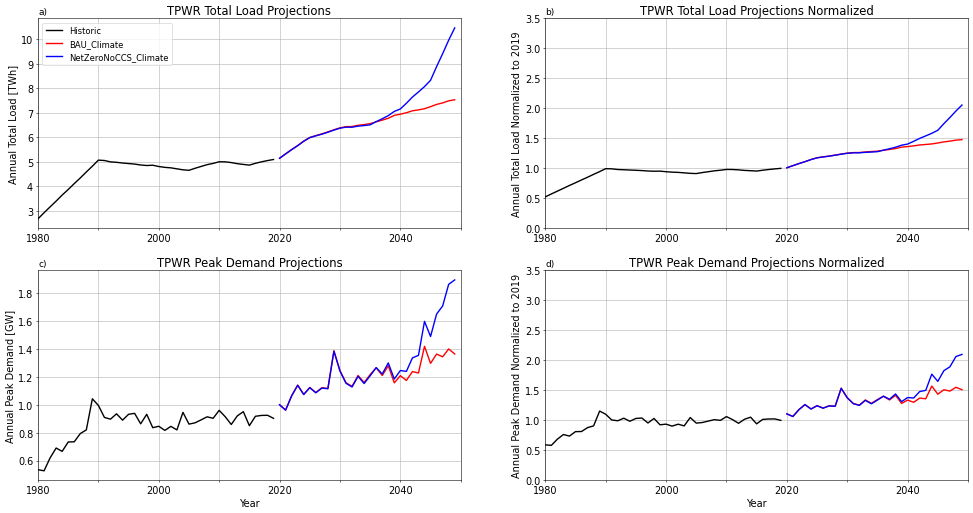 a)
TPWR Total Load Projections
Annual Total Load [TWh]
10
9
8
7
6
5
4
3
1980
2000
2020
2040
Historic
BAU_Climate
NetZeroNoCCS_Climate
b)
TPWR Total Load Projections Normalized
Annual Total Load Normalized to 2019
3.5
3.0
2.5
2.0
1.5
1.0
0.5
0.0
1980
2000
2020
2040
c)
TPWR Peak Demand Projections
Annual Peak Demand [GW]
1.8
1.6
1.4
1.2
1.0
0.8
0.6
1980
2000
2020
2040
Year
d)
TPWR Peak Demand Projections Normalized
Annual Peak Demand Normalized to 2019
3.5
3.0
2.5
2.0
1.5
1.0
0.5
0.0
1980
2000
2020
2040
Year